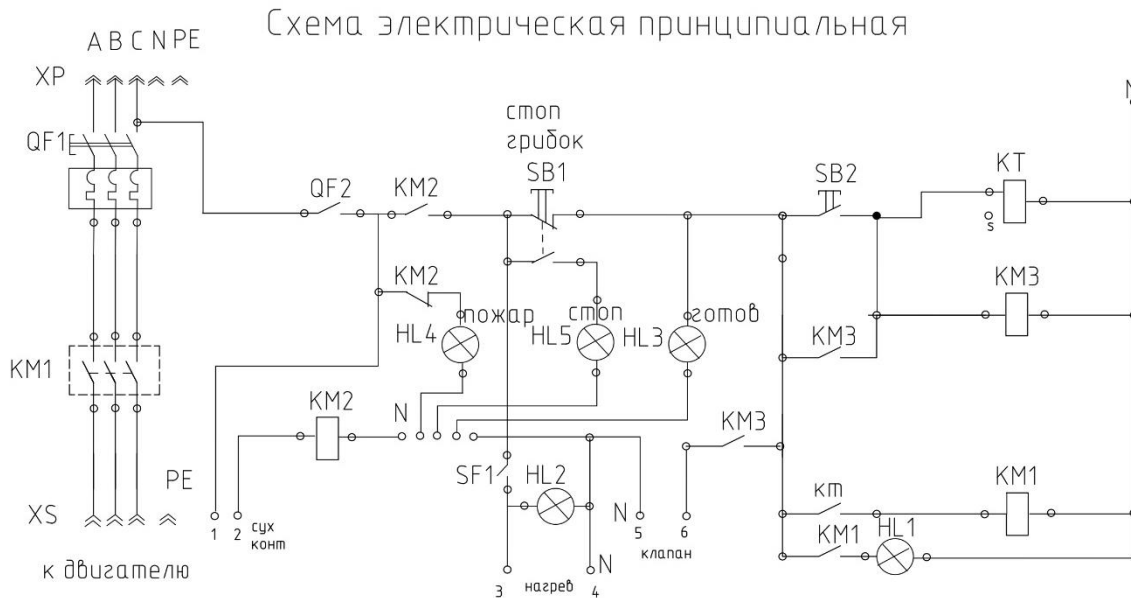 Схема электрическая принципиальная
A B C N PE
XP
QF1
стоп
грибок
SB1
SB2
KT
QF2
KM2
s
KM2
KM3
пожар
стоп
готов
HL4
HL5
HL3
KM3
KM1
KM2
N
KM3
PE
SF1
HL2
кт
KM1
XS
1
2
сух
конт
N
5
6
клапан
KM1
HL1
к двигателю
N
3
нагрев
4